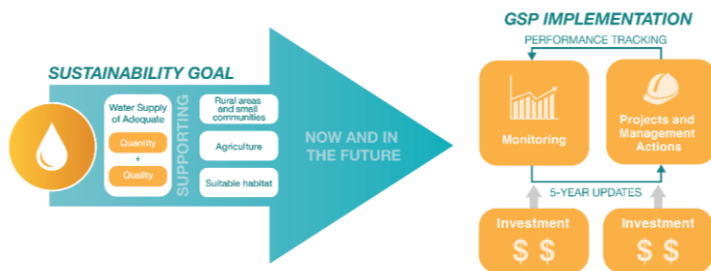 SUSTAINABILITY GOAL
Water Supply
of Adequate
Quantity
+
Quality
SUPPORTING
Rural areas
and small
communities
Agriculture
Suitable habitat
NOW AND IN
THE FUTURE
GSP IMPLEMENTATION
PERFORMANCE TRACKING
Monitoring
Projects and
Management
Actions
5-YEAR UPDATES
Investment
$ $
Investment
$ $